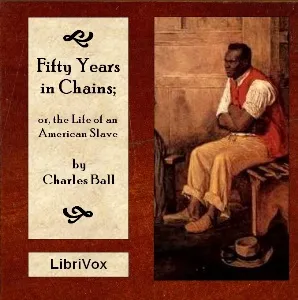 Fifty Years
in Chains;
or, the Life of an
American Slave
by
Charles Ball
LibriVox